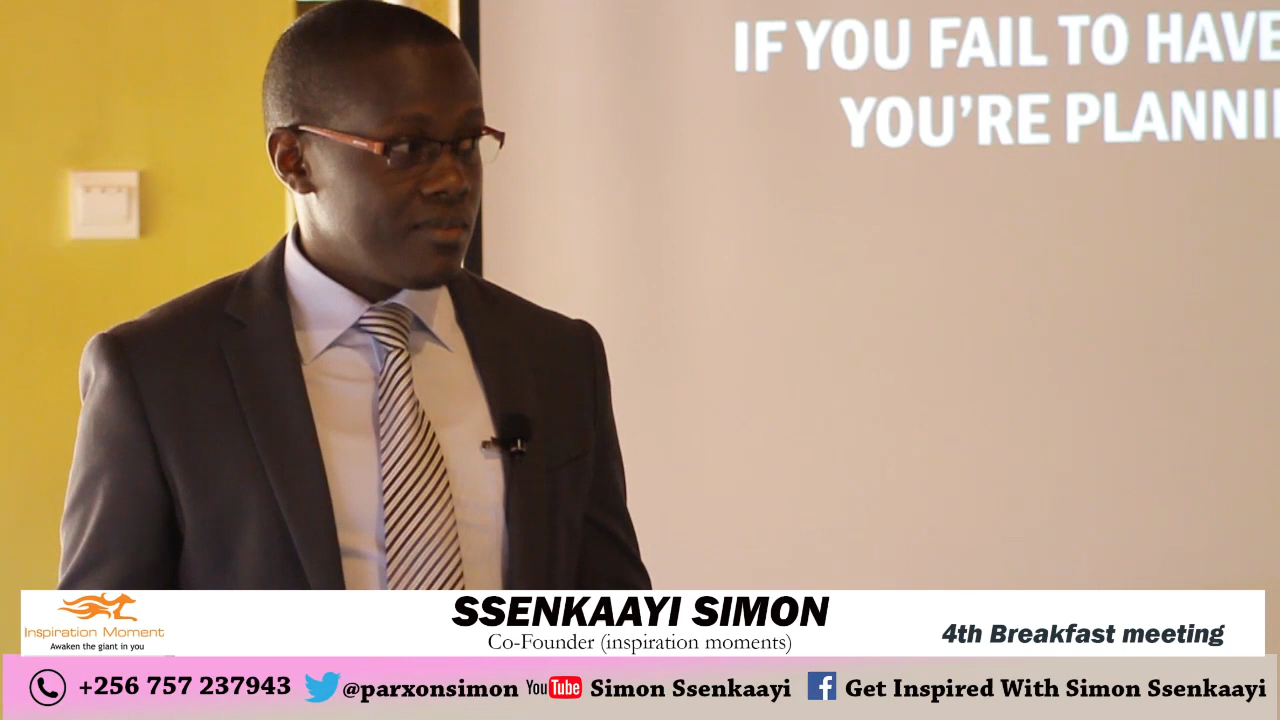 IF YOU FAIL TO HAVE
YOU'RE PLANNI
Inspiration Moment
Awaken the giant in you
SSENKAAYI SIMON
Co-Founder (inspiration moments)
4th Breakfast meeting
+256 757 237943
@parxonsimon
YouTube Simon Ssenkaayi
f Get Inspired With Simon Ssenkaayi